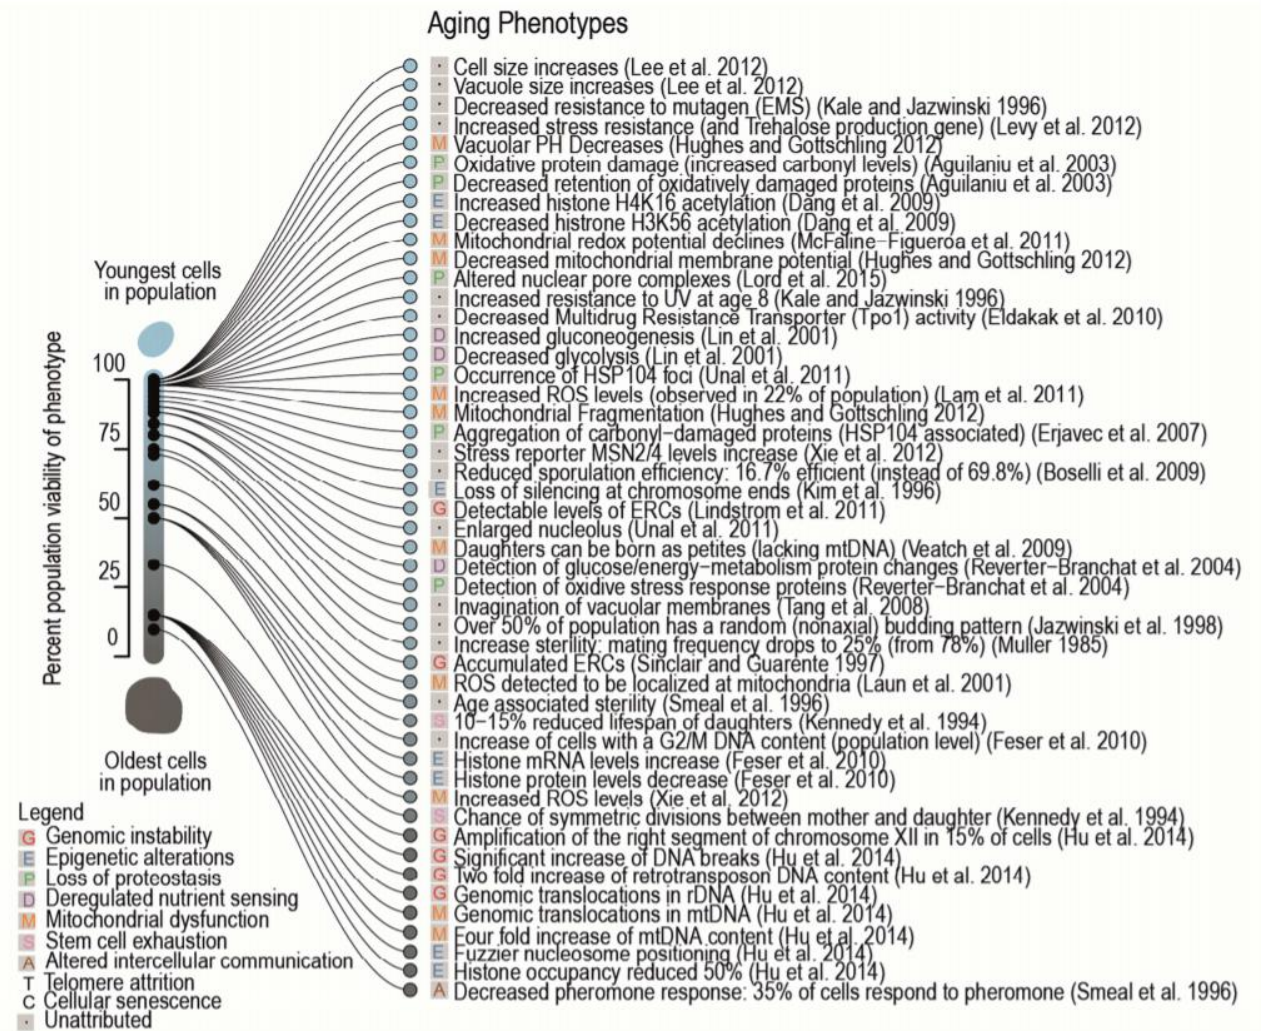 Aging Phenotypes
· Cell size increases (Lee et al. 2012)
· Vacuole size increases (Lee et al. 2012)
· Decreased resistance to mutagen (EMS) (Kale and Jazwinski 1996)
· Increased stress resistance (and Trehalose production gene) (Levy et al. 2012)
M Vacuolar PH Decreases (Hughes and Gottschling 2012)
P Oxidative protein damage (increased carbonyl levels) (Aguilaniu et al. 2003)
P Decreased retention of oxidatively damaged proteins (Aguilaniu et al. 2003)
E Increased histone H4K16 acetylation (Dang et al. 2009)
E Decreased histrone H3K56 acetylation (Dang et al. 2009)
M Mitochondrial redox potential declines (McFaline-Figueroa et al. 2011)
M Decreased mitochondrial membrane potential (Hughes and Gottschling 2012)
P Altered nuclear pore complexes (Lord et al. 2015)
· Increased resistance to UV at age 8 (Kale and Jazwinski 1996)
· Decreased Multidrug Resistance Transporter (Tpo1) activity (Eldakak et al. 2010)
D Increased gluconeogenesis (Lin et al. 2001)
D Decreased glycolysis (Lin et al. 2001)
P Occurrence of HSP104 foci (Unal et al. 2011)
M Increased ROS levels (observed in 22% of population) (Lam et al. 2011)
M Mitochondrial Fragmentation (Hughes and Gottschling 2012)
P Aggregation of carbonyl-damaged proteins (HSP104 associated) (Erjavec et al. 2007)
· Stress reporter MSN2/4 levels increase (Xie et al. 2012)
· Reduced sporulation efficiency: 16.7% efficient (instead of 69.8%) (Boselli et al. 2009)
E Loss of silencing at chromosome ends (Kim et al. 1996)
G Detectable levels of ERCs (Lindstrom et al. 2011)
· Enlarged nucleolus (Unal et al. 2011)
M Daughters can be born as petites (lacking mtDNA) (Veatch et al. 2009)
D Detection of glucose/energy-metabolism protein changes (Reverter-Branchat et al. 2004)
P Detection of oxidive stress response proteins (Reverter-Branchat et al. 2004)
· Invagination of vacuolar membranes (Tang et al. 2008)
· Over 50% of population has a random (nonaxial) budding pattern (Jazwinski et al. 1998)
· Increase sterility: mating frequency drops to 25% (from 78%) (Muller 1985)
G Accumulated ERCs (Sinclair and Guarente 1997)
M ROS detected to be localized at mitochondria (Laun et al. 2001)
· Age associated sterility (Smeal et al. 1996)
S 10-15% reduced lifespan of daughters (Kennedy et al. 1994)
· Increase of cells with a G2/M DNA content (population level) (Feser et al. 2010)
E Histone mRNA levels increase (Feser et al. 2010)
E Histone protein levels decrease (Feser et al. 2010)
M Increased ROS levels (Xie et al. 2012)
S Chance of symmetric divisions between mother and daughter (Kennedy et al. 1994)
G Amplification of the right segment of chromosome XII in 15% of cells (Hu et al. 2014)
G Significant increase of DNA breaks (Hu et al. 2014)
G Two fold increase of retrotransposon DNA content (Hu et al. 2014)
G Genomic translocations in rDNA (Hu et al. 2014)
M Genomic translocations in mtDNA (Hu et al. 2014)
M Four fold increase of mtDNA content (Hu et al. 2014)
E Fuzzier nucleosome positioning (Hu et al. 2014)
E Histone occupancy reduced 50% (Hu et al. 2014)
A Decreased pheromone response: 35% of cells respond to pheromone (Smeal et al. 1996)
Youngest cells
in population
Percent population viability of phenotype
100
75
50
25
0
Oldest cells
in population
Legend
G Genomic instability
E Epigenetic alterations
P Loss of proteostasis
D Deregulated nutrient sensing
M Mitochondrial dysfunction
S Stem cell exhaustion
A Altered intercellular communication
T Telomere attrition
C Cellular senescence
· Unattributed